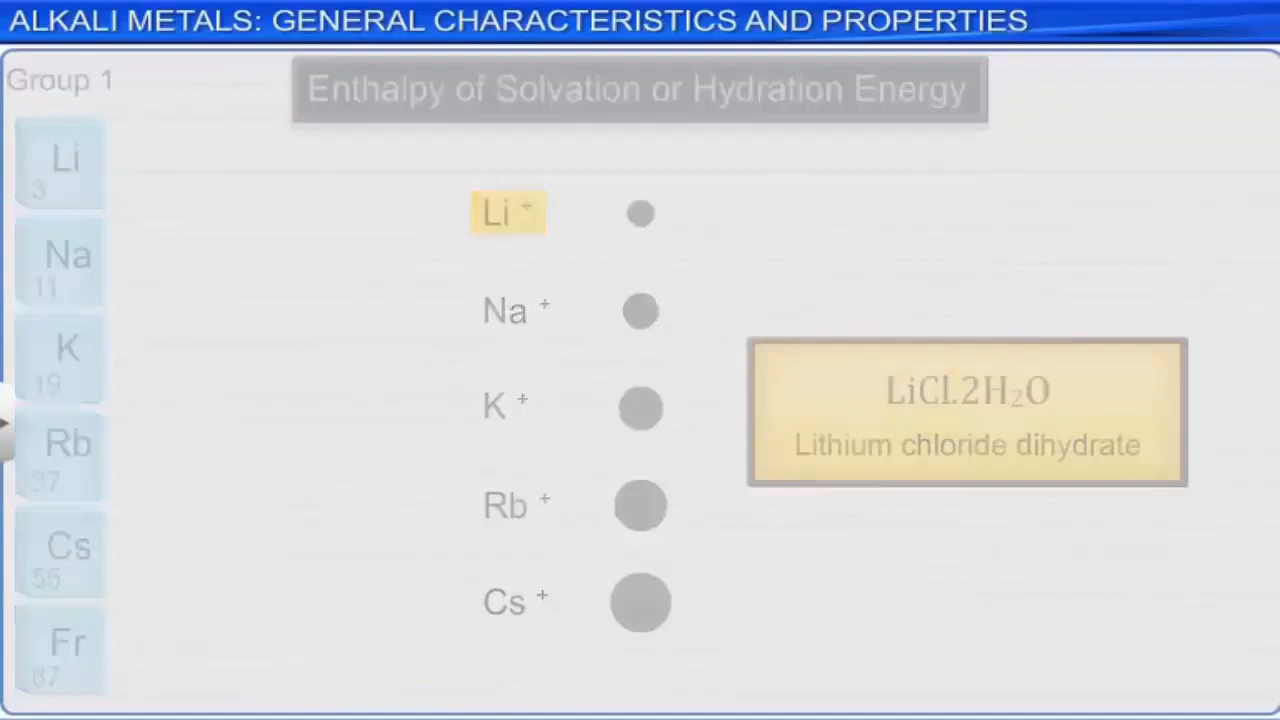 ALKALI METALS: GENERAL CHARACTERISTICS AND PROPERTIES
Group 1
Enthalpy of Solvation or Hydration Energy
Li
3
Na
11
K
19
Rb
37
Cs
55
Fr
87
Li +
Na +
K +
Rb +
Cs +
LiCl.2H₂O
Lithium chloride dihydrate